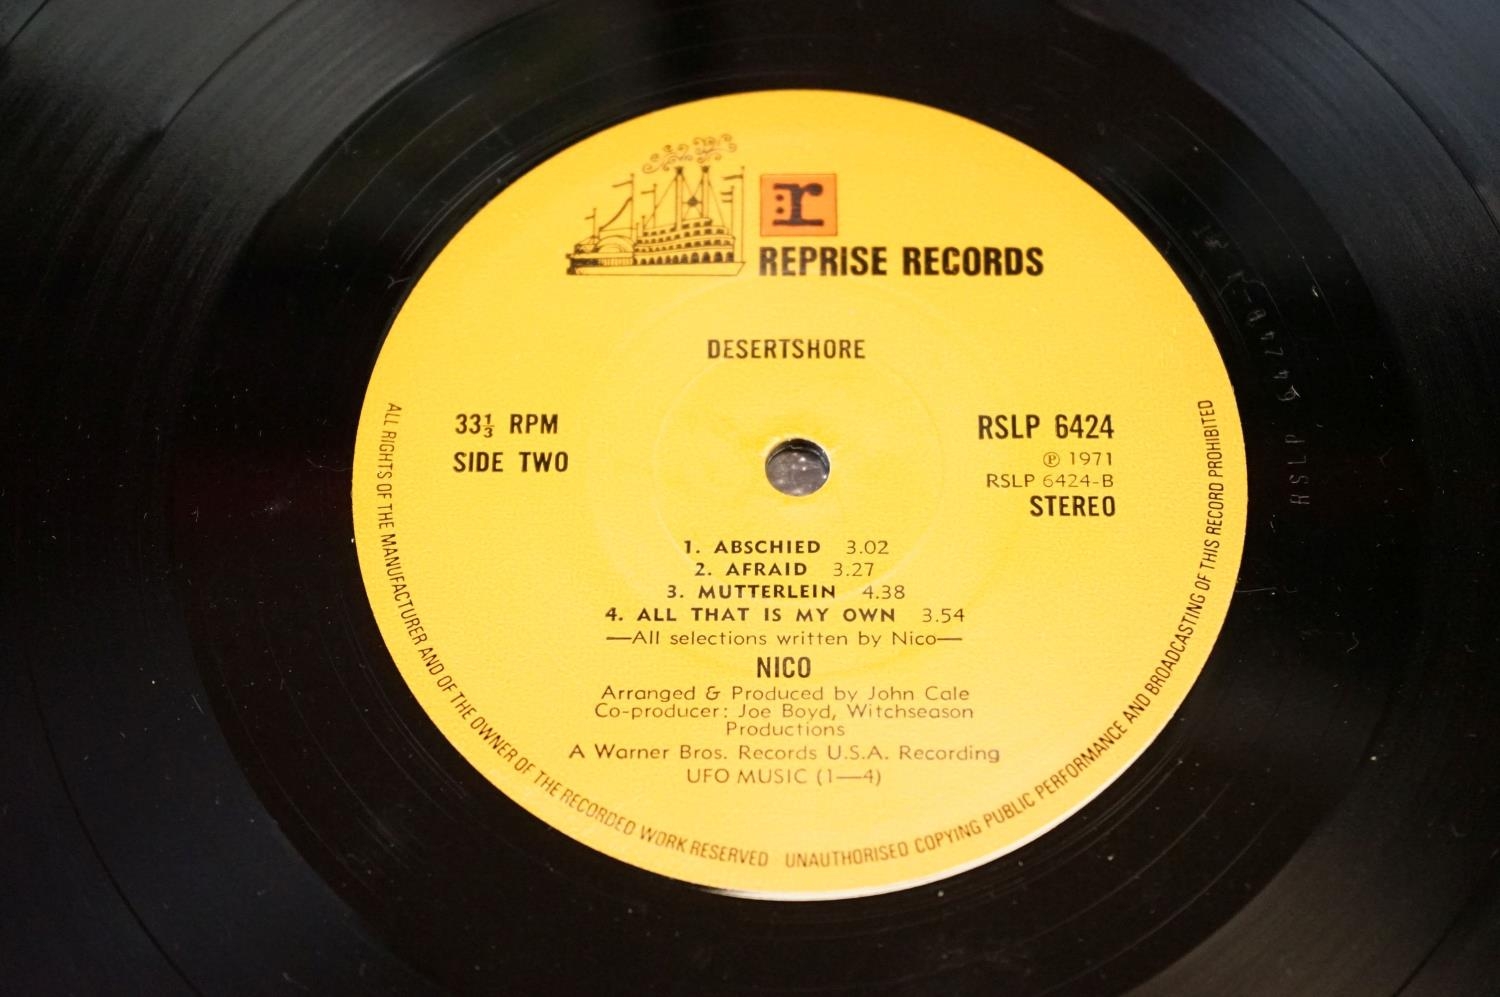 r
REPRISE RECORDS
DESERTSHORE
33⅓ RPM
SIDE TWO
RSLP 6424
℗ 1971
RSLP 6424-B
STEREO
1. ABSCHIED 3.02
2. AFRAID 3.27
3. MUTTERLEIN 4.38
4. ALL THAT IS MY OWN 3.54
—All selections written by Nico—
NICO
Arranged & Produced by John Cale
Co-producer: Joe Boyd, Witchseason
Productions
A Warner Bros. Records U.S.A. Recording
UFO MUSIC (1—4)
ALL RIGHTS OF THE MANUFACTURER AND OF THE OWNER OF THE RECORDED WORK RESERVED UNAUTHORISED COPYING PUBLIC PERFORMANCE AND BROADCASTING OF THIS RECORD PROHIBITED
RSLP 6424